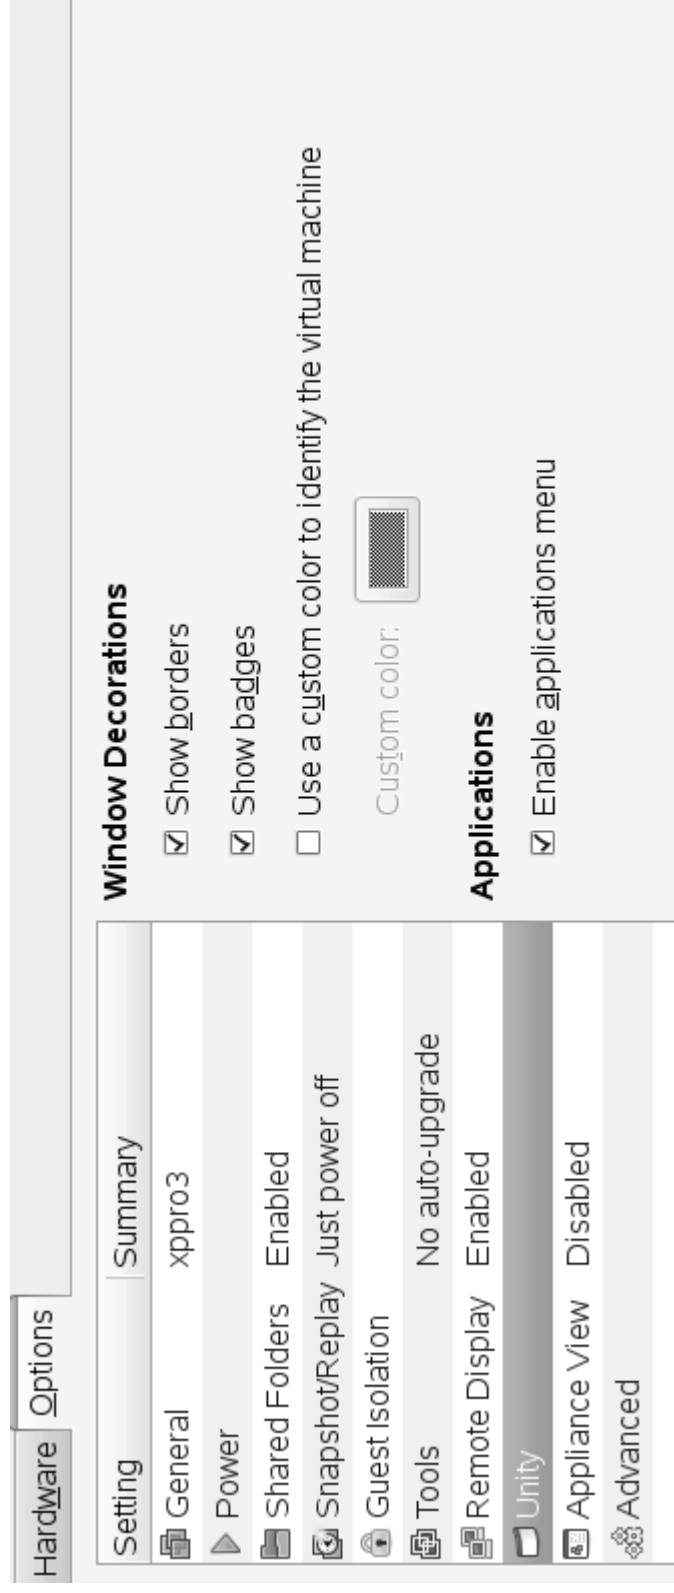 Hardware Options
Setting Summary
General xppro3
Power
Shared Folders Enabled
Snapshot/Replay Just power off
Guest Isolation
Tools No auto-upgrade
Remote Display Enabled
Unity
Appliance View Disabled
Advanced
Window Decorations
Show borders
Show badges
Use a custom color to identify the virtual machine
Custom color:
Applications
Enable applications menu